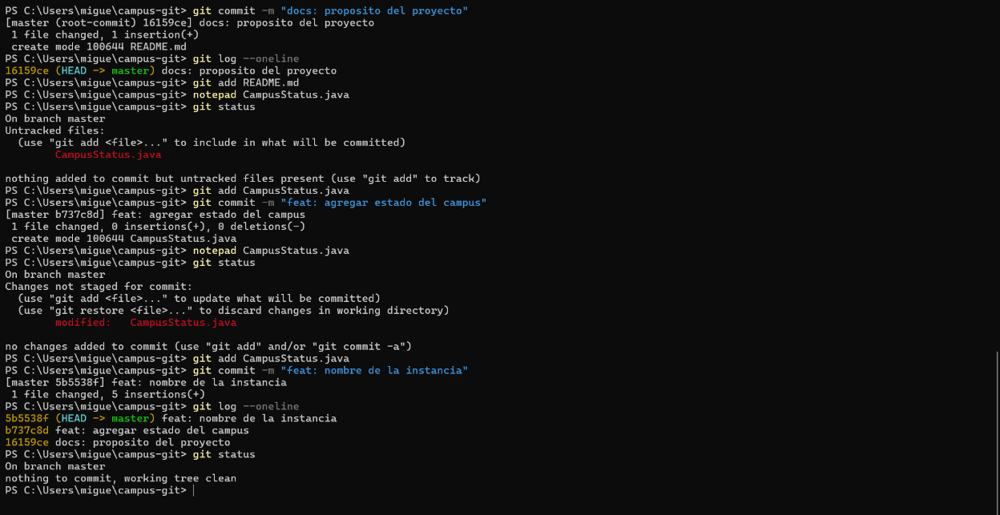 PS C:\Users\migue\campus-git> git commit -m "docs: proposito del proyecto"
[master (root-commit) 16159ce] docs: proposito del proyecto
 1 file changed, 1 insertion(+)
 create mode 100644 README.md
PS C:\Users\migue\campus-git> git log --oneline
16159ce (HEAD -> master) docs: proposito del proyecto
PS C:\Users\migue\campus-git> git add README.md
PS C:\Users\migue\campus-git> notepad CampusStatus.java
PS C:\Users\migue\campus-git> git status
On branch master
Untracked files:
  (use "git add <file>..." to include in what will be committed)
        CampusStatus.java

nothing added to commit but untracked files present (use "git add" to track)
PS C:\Users\migue\campus-git> git add CampusStatus.java
PS C:\Users\migue\campus-git> git commit -m "feat: agregar estado del campus"
[master b737c8d] feat: agregar estado del campus
 1 file changed, 0 insertions(+), 0 deletions(-)
 create mode 100644 CampusStatus.java
PS C:\Users\migue\campus-git> notepad CampusStatus.java
PS C:\Users\migue\campus-git> git status
On branch master
Changes not staged for commit:
  (use "git add <file>..." to update what will be committed)
  (use "git restore <file>..." to discard changes in working directory)
        modified:   CampusStatus.java

no changes added to commit (use "git add" and/or "git commit -a")
PS C:\Users\migue\campus-git> git add CampusStatus.java
PS C:\Users\migue\campus-git> git commit -m "feat: nombre de la instancia"
[master 5b5538f] feat: nombre de la instancia
 1 file changed, 5 insertions(+)
PS C:\Users\migue\campus-git> git log --oneline
5b5538f (HEAD -> master) feat: nombre de la instancia
b737c8d feat: agregar estado del campus
16159ce docs: proposito del proyecto
PS C:\Users\migue\campus-git> git status
On branch master
nothing to commit, working tree clean
PS C:\Users\migue\campus-git>